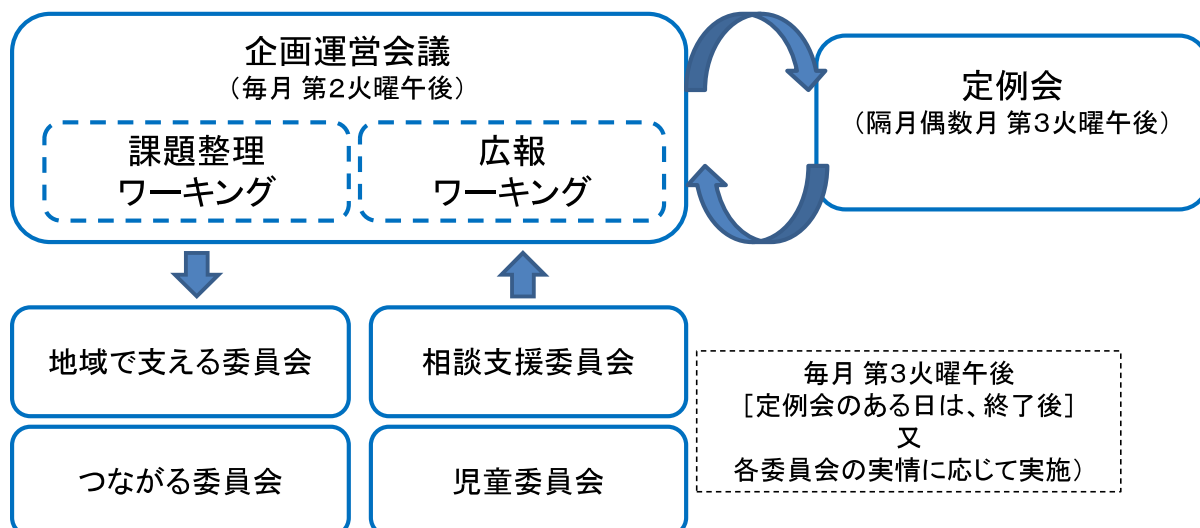 企画運営会議
（毎月 第２火曜午後）
課題整理
ワーキング
広報
ワーキング
定例会
（隔月偶数月 第３火曜午後）
地域で支える委員会
相談支援委員会
つながる委員会
児童委員会
毎月 第３火曜午後
［定例会のある日は、終了後］
又
各委員会の実情に応じて実施）